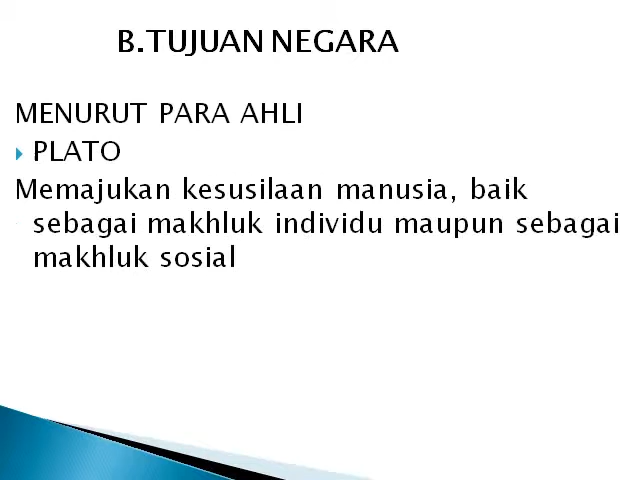 B.TUJUAN NEGARA
MENURUT PARA AHLI
PLATO
Memajukan kesusilaan manusia, baik
sebagai makhluk individu maupun sebagai
makhluk sosial